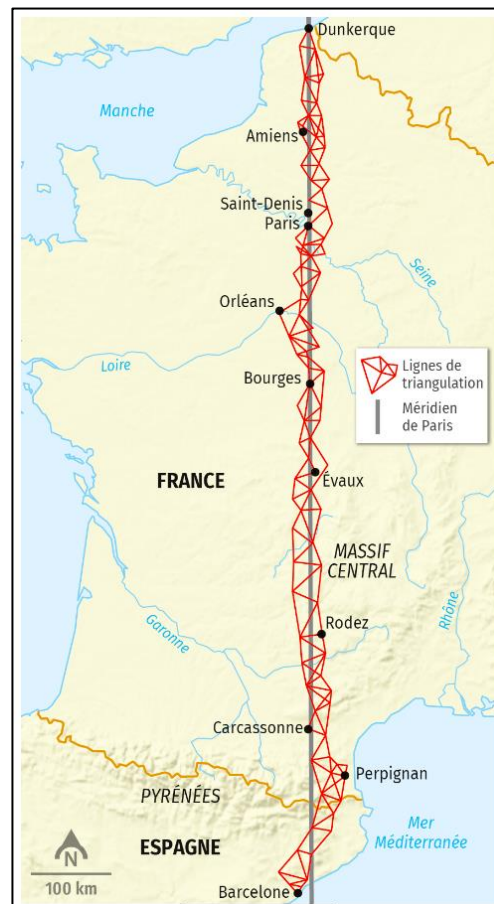 Dunkerque
Manche
Amiens
Saint-Denis
Paris
Seine
Orléans
Loire
Lignes de
triangulation
Bourges
Méridien
de Paris
FRANCE
Évaux
MASSIF
CENTRAL
Rhône
Garonne
Rodez
Carcassonne
Perpignan
PYRÉNÉES
Mer
Méditerranée
N
ESPAGNE
100 km
Barcelone